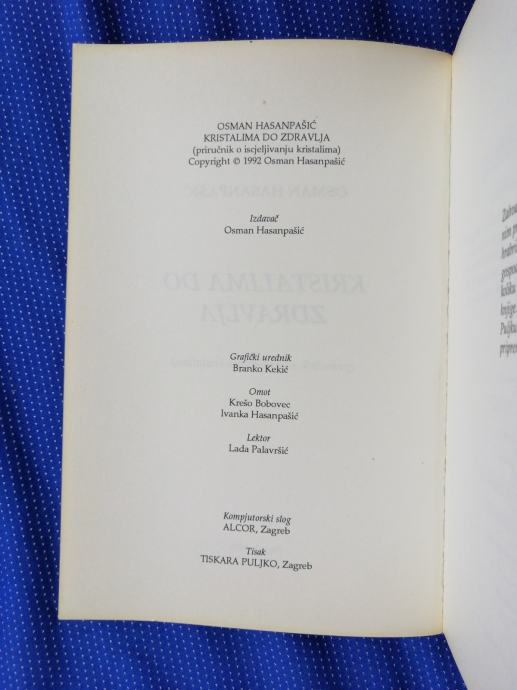 OSMAN HASANPAŠIĆ
KRISTALIMA DO ZDRAVLJA
(priručnik o iscjeljivanju kristalima)
Copyright © 1992 Osman Hasanpašić
Izdavač
Osman Hasanpašić
Grafički urednik
Branko Kekić
Omot
Krešo Bobovec
Ivanka Hasanpašić
Lektor
Lada Palavršić
Kompjutorski slog
ALCOR, Zagreb
Tisak
TISKARA PULJKO, Zagreb
knjige